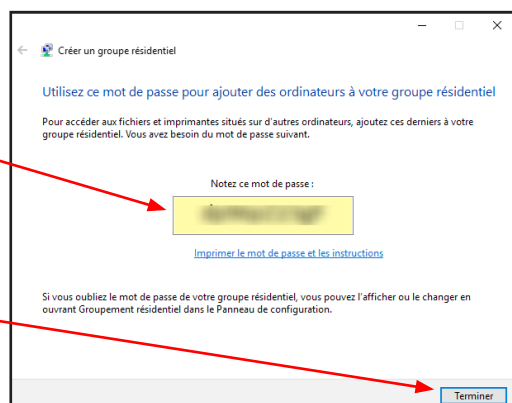 Créer un groupe résidentiel
Utilisez ce mot de passe pour ajouter des ordinateurs à votre groupe résidentiel
Pour accéder aux fichiers et imprimantes situés sur d'autres ordinateurs, ajoutez ces derniers à votre
groupe résidentiel. Vous avez besoin du mot de passe suivant.
Notez ce mot de passe :
Imprimer le mot de passe et les instructions
Si vous oubliez le mot de passe de votre groupe résidentiel, vous pouvez l'afficher ou le changer en
ouvrant Groupement résidentiel dans le Panneau de configuration.
Terminer